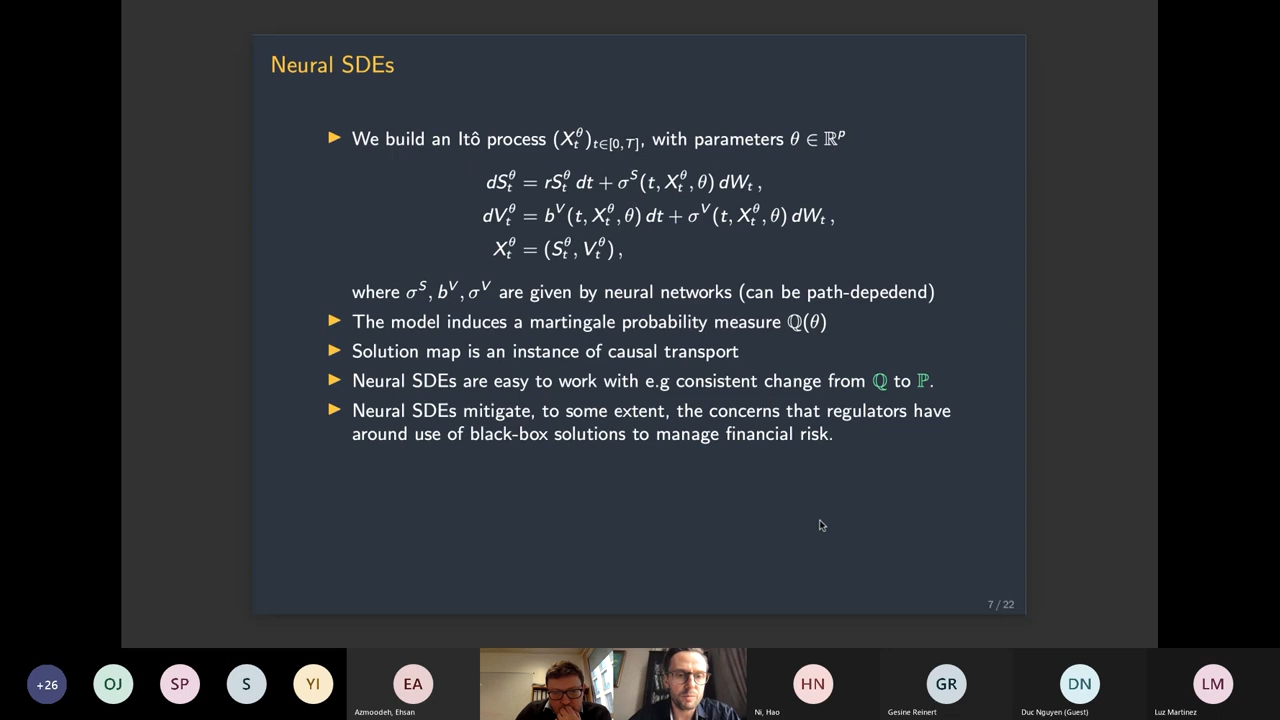 Neural SDEs
▶ We build an Itô process (X_t^θ)_{t∈[0,T]}, with parameters θ ∈ ℝ^p
dS_t^θ = rS_t^θ dt + σ^S(t, X_t^θ, θ) dW_t ,
dV_t^θ = b^V(t, X_t^θ, θ) dt + σ^V(t, X_t^θ, θ) dW_t ,
X_t^θ = (S_t^θ, V_t^θ) ,
where σ^S, b^V, σ^V are given by neural networks (can be path-depedend)
▶ The model induces a martingale probability measure ℚ(θ)
▶ Solution map is an instance of causal transport
▶ Neural SDEs are easy to work with e.g consistent change from ℚ to ℙ.
▶ Neural SDEs mitigate, to some extent, the concerns that regulators have
around use of black-box solutions to manage financial risk.
7 / 22
+26 OJ SP S YI EA HN GR DN LM
Azmoodeh, Ehsan Ni, Hao Gesine Reinert Duc Nguyen (Guest) Luz Martinez